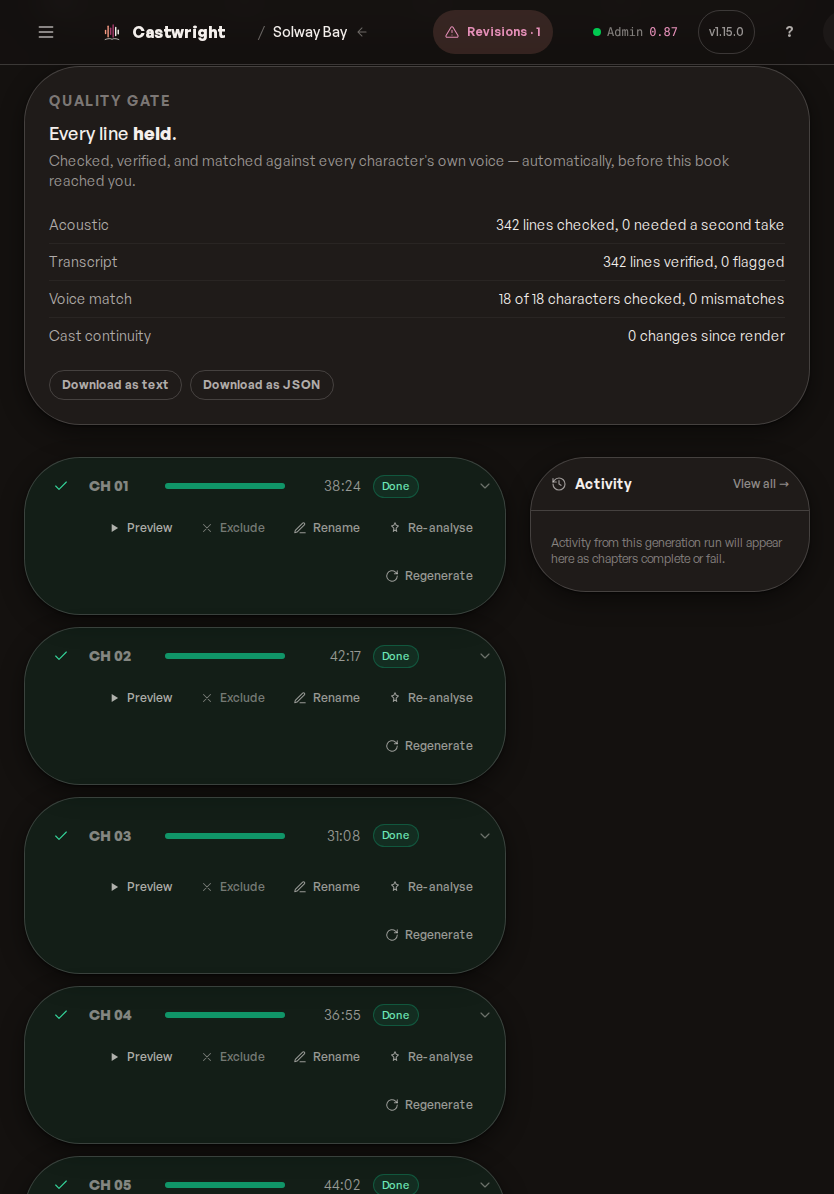 Castwright / Solway Bay ← Revisions · 1 Admin 0.87 v1.15.0 ?
QUALITY GATE
Every line held.
Checked, verified, and matched against every character's own voice — automatically, before this book
reached you.
Acoustic 342 lines checked, 0 needed a second take
Transcript 342 lines verified, 0 flagged
Voice match 18 of 18 characters checked, 0 mismatches
Cast continuity 0 changes since render
Download as text Download as JSON
CH 01 38:24 Done
Preview Exclude Rename Re-analyse
Regenerate
Activity View all →
Activity from this generation run will appear
here as chapters complete or fail.
CH 02 42:17 Done
Preview Exclude Rename Re-analyse
Regenerate
CH 03 31:08 Done
Preview Exclude Rename Re-analyse
Regenerate
CH 04 36:55 Done
Preview Exclude Rename Re-analyse
Regenerate
CH 05 44:02 Done